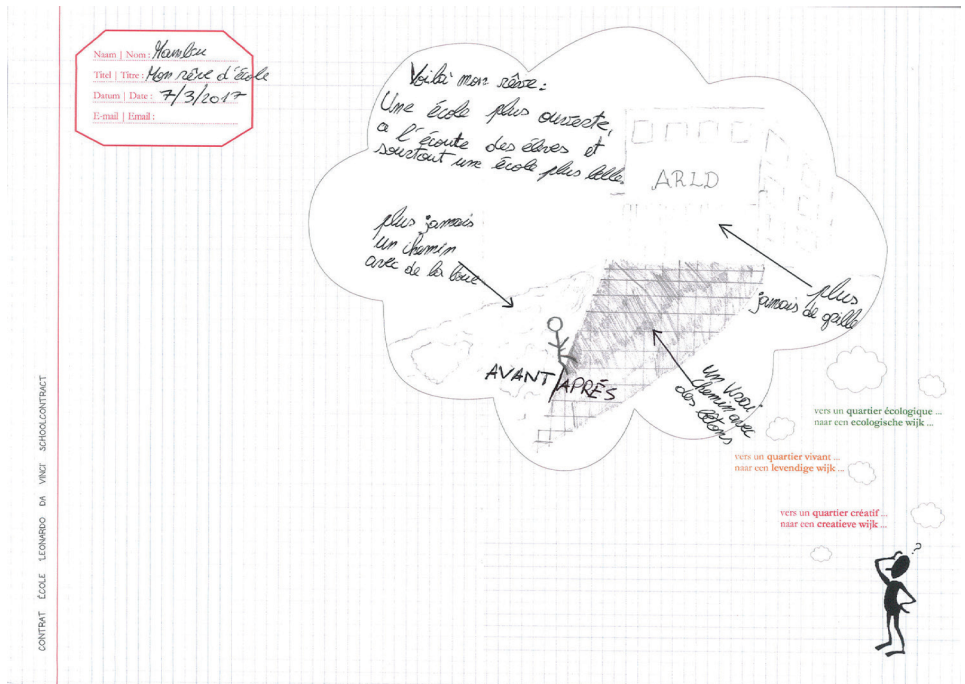 Naam | Nom : Mambu
Titel | Titre : Mon rêve d'école
Datum | Date : 7/3/2017
E-mail | Email :
Voilà mon rêve :
Une école plus ouverte,
a l'écoute des élèves et
sourtout une école plus belle.
ARLD
plus jamais
un chemin
avec de la boue
plus
jamais de grille
AVANT/APRÉS
un vrai
chemin avec
des bétons
vers un quartier écologique ...
naar een ecologische wijk ...
vers un quartier vivant ...
naar een levendige wijk ...
vers un quartier créatif ...
naar een creatieve wijk ...
?
CONTRAT ÉCOLE LEONARDO DA VINCI SCHOOLCONTRACT